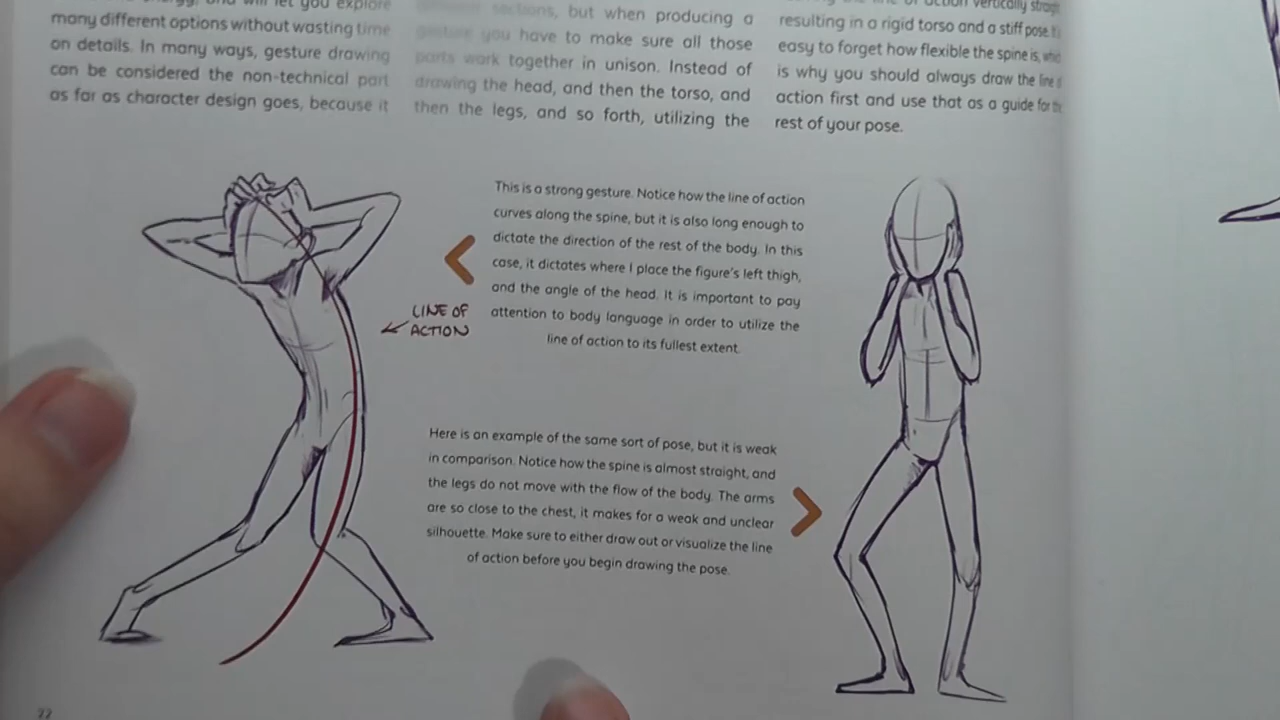 many different options without wasting time
on details. In many ways, gesture drawing
can be considered the non-technical part
as far as character design goes, because it
sections, but when producing a
gesture you have to make sure all those
parts work together in unison. Instead of
drawing the head, and then the torso, and
then the legs, and so forth, utilizing the
resulting in a rigid torso and a stiff pose.
easy to forget how flexible the spine is,
is why you should always draw the line
action first and use that as a guide for
rest of your pose.
This is a strong gesture. Notice how the line of action
curves along the spine, but it is also long enough to
dictate the direction of the rest of the body. In this
case, it dictates where I place the figure's left thigh,
and the angle of the head. It is important to pay
attention to body language in order to utilize the
line of action to its fullest extent.
LINE OF
ACTION
Here is an example of the same sort of pose, but it is weak
in comparison. Notice how the spine is almost straight, and
the legs do not move with the flow of the body. The arms
are so close to the chest, it makes for a weak and unclear
silhouette. Make sure to either draw out or visualize the line
of action before you begin drawing the pose.
22